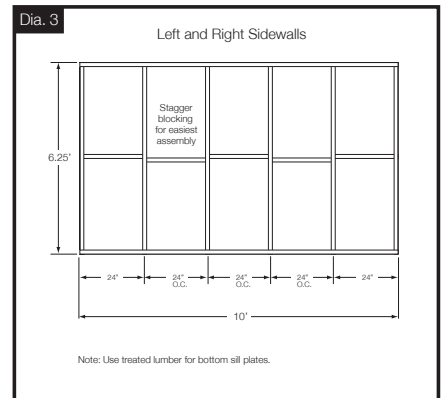 Dia. 3
Left and Right Sidewalls
Stagger
blocking
for easiest
assembly
6.25'
24" 24" 24" 24" 24"
O.C. O.C. O.C.
10'
Note: Use treated lumber for bottom sill plates.